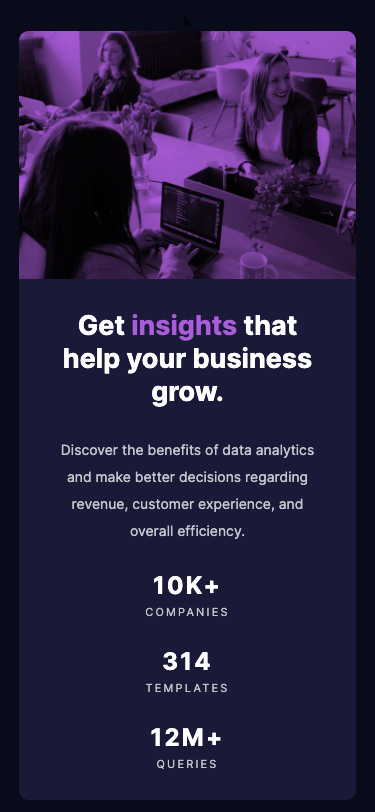 k
Get insights that
help your business
grow.
Discover the benefits of data analytics
and make better decisions regarding
revenue, customer experience, and
overall efficiency.
10K+
COMPANIES
314
TEMPLATES
12M+
QUERIES